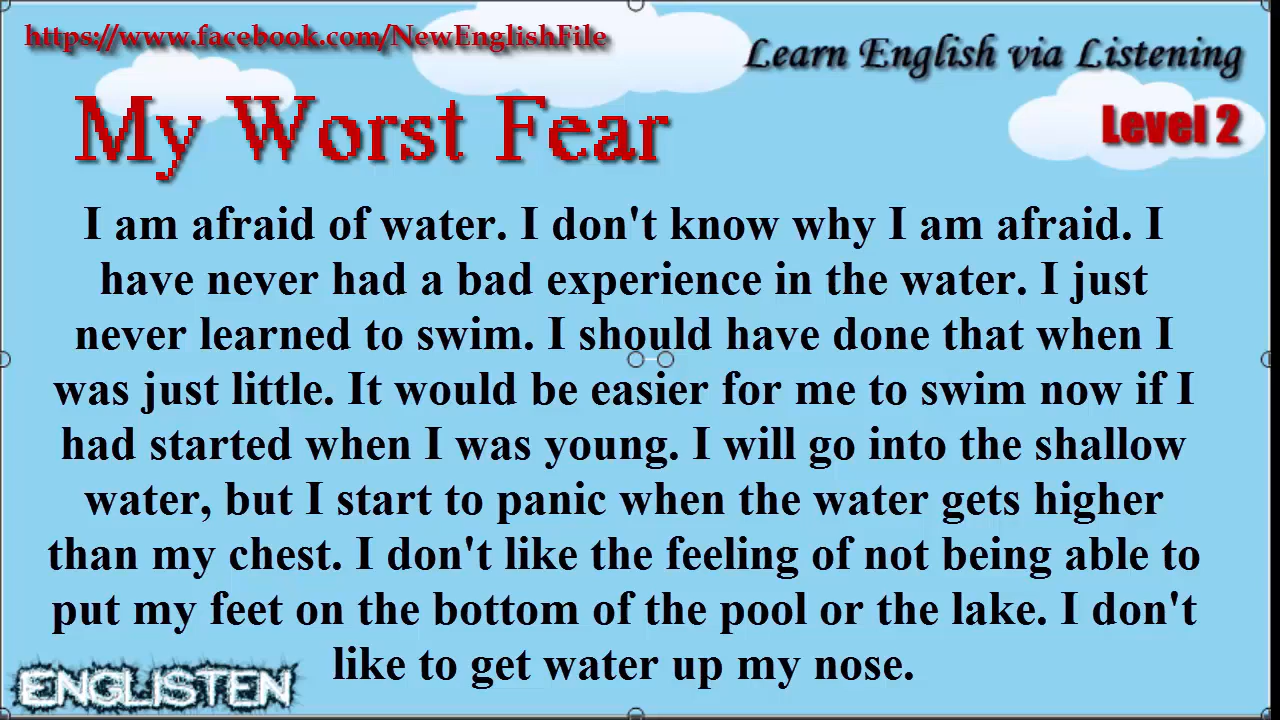 https://www.facebook.com/NewEnglishFile
Learn English via Listening
My Worst Fear
Level 2
I am afraid of water. I don't know why I am afraid. I
have never had a bad experience in the water. I just
never learned to swim. I should have done that when I
was just little. It would be easier for me to swim now if I
had started when I was young. I will go into the shallow
water, but I start to panic when the water gets higher
than my chest. I don't like the feeling of not being able to
put my feet on the bottom of the pool or the lake. I don't
like to get water up my nose.
ENGLISTEN